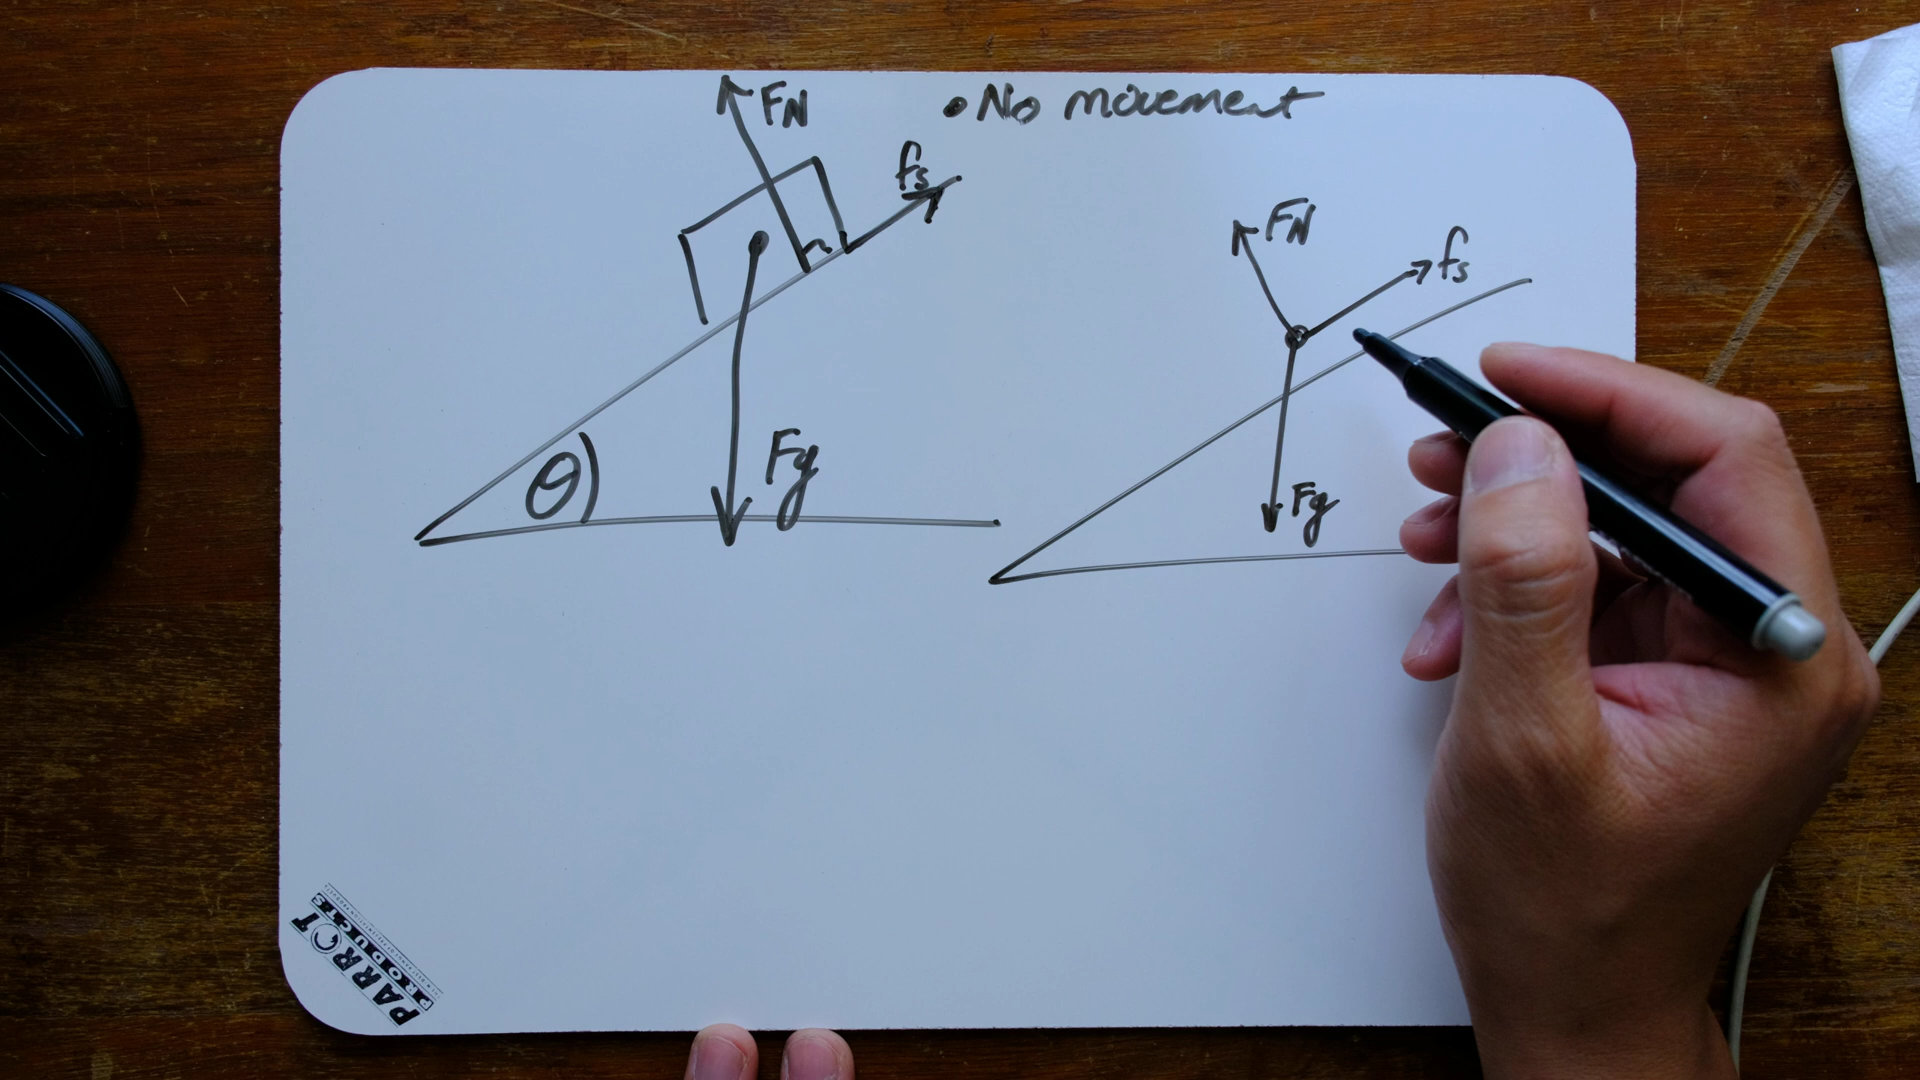 • No movement
FN
fs
θ
Fg
FN
fs
Fg
PARROT
PRODUCTS